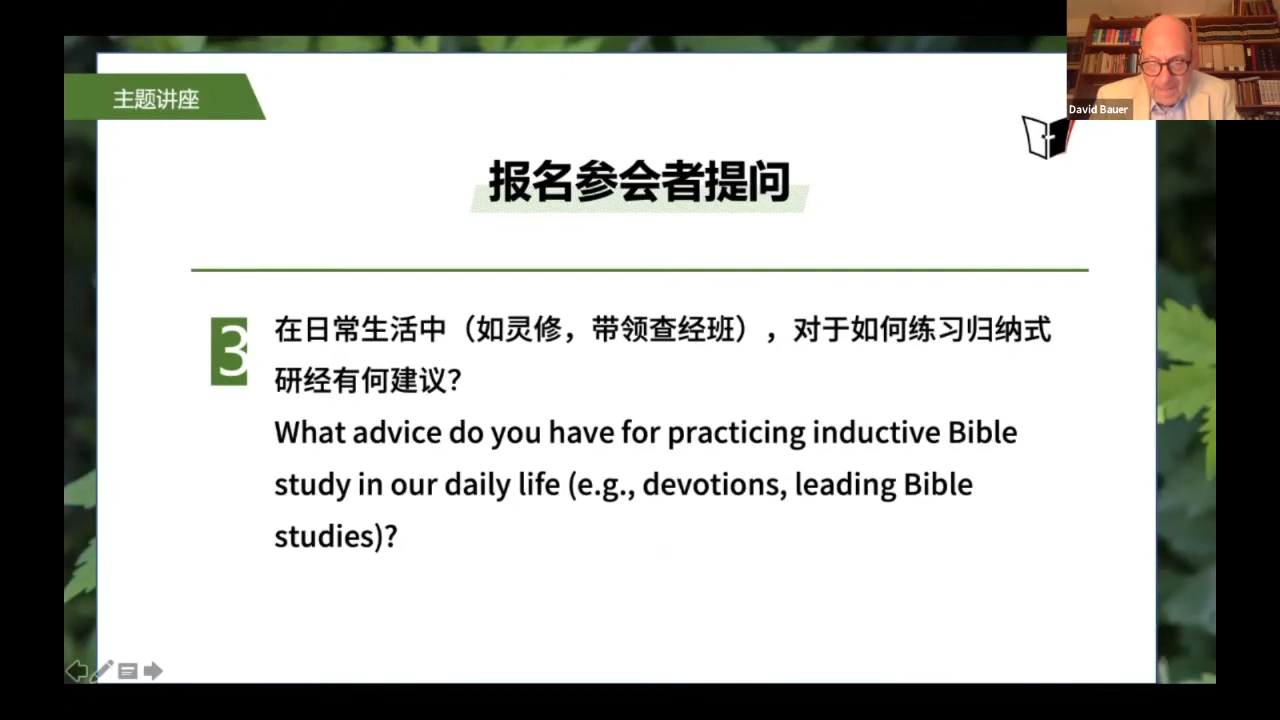 主题讲座
David Bauer
报名参会者提问
3
在日常生活中（如灵修，带领查经班），对于如何练习归纳式
研经有何建议？
What advice do you have for practicing inductive Bible
study in our daily life (e.g., devotions, leading Bible
studies)?